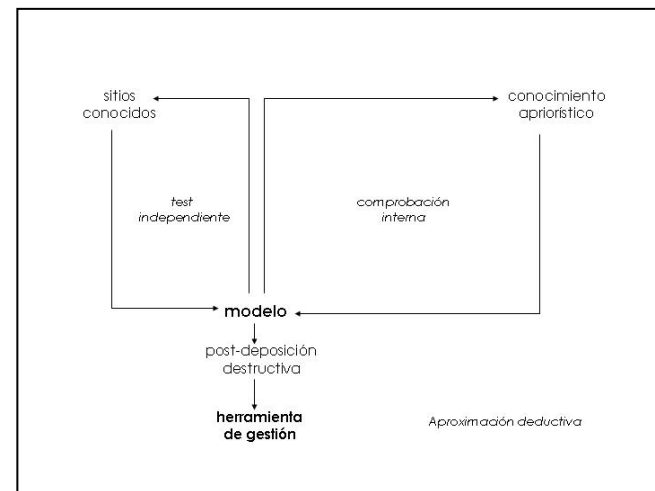 sitios
conocidos
conocimiento
apriorístico
test
independiente
comprobación
interna
modelo
post-deposición
destructiva
herramienta
de gestión
Aproximación deductiva